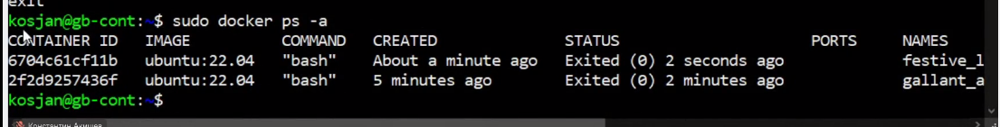 exit
kosjan@gb-cont:~$ sudo docker ps -a
CONTAINER ID   IMAGE          COMMAND   CREATED              STATUS                     PORTS     NAMES
6704c61cf11b   ubuntu:22.04   "bash"    About a minute ago   Exited (0) 2 seconds ago             festive_l
2f2d9257436f   ubuntu:22.04   "bash"    5 minutes ago        Exited (0) 2 minutes ago             gallant_a
kosjan@gb-cont:~$
Константин Акишев